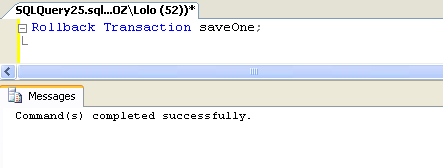 SQLQuery25.sql...OZ\Lolo (52))*
Rollback Transaction saveOne;
Messages
Command(s) completed successfully.